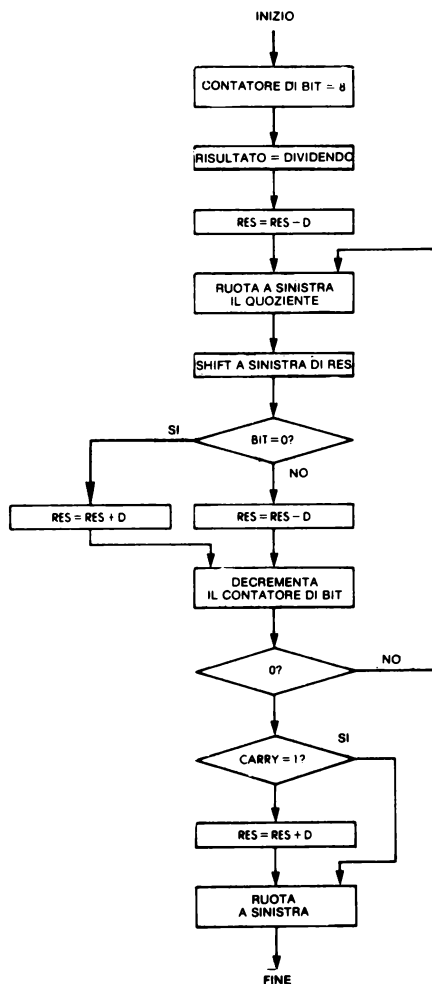 INIZIO
CONTATORE DI BIT = 8
RISULTATO = DIVIDENDO
RES = RES – D
RUOTA A SINISTRA
IL QUOZIENTE
SHIFT A SINISTRA DI RES
SI
BIT = 0?
NO
RES = RES + D
RES = RES – D
DECREMENTA
IL CONTATORE DI BIT
0?
NO
CARRY = 1?
SI
RES = RES + D
RUOTA
A SINISTRA
FINE